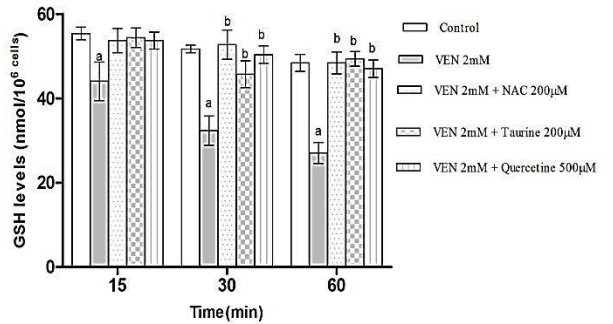 GSH levels (nmol/10⁶ cells)
60
40
20
0
a
a
b
b
b
a
b
b
b
15
30
60
Time(min)
Control
VEN 2mM
VEN 2mM + NAC 200µM
VEN 2mM + Taurine 200µM
VEN 2mM + Quercetine 500µM